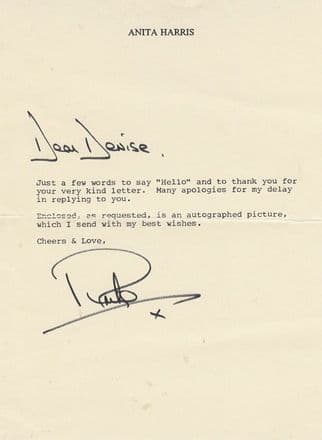 ANITA HARRIS
Dear Denise,
Just a few words to say "Hello" and to thank you for
your very kind letter. Many apologies for my delay
in replying to you.
Enclosed, as requested, is an autographed picture,
which I send with my best wishes.
Cheers & Love,
Anita
x